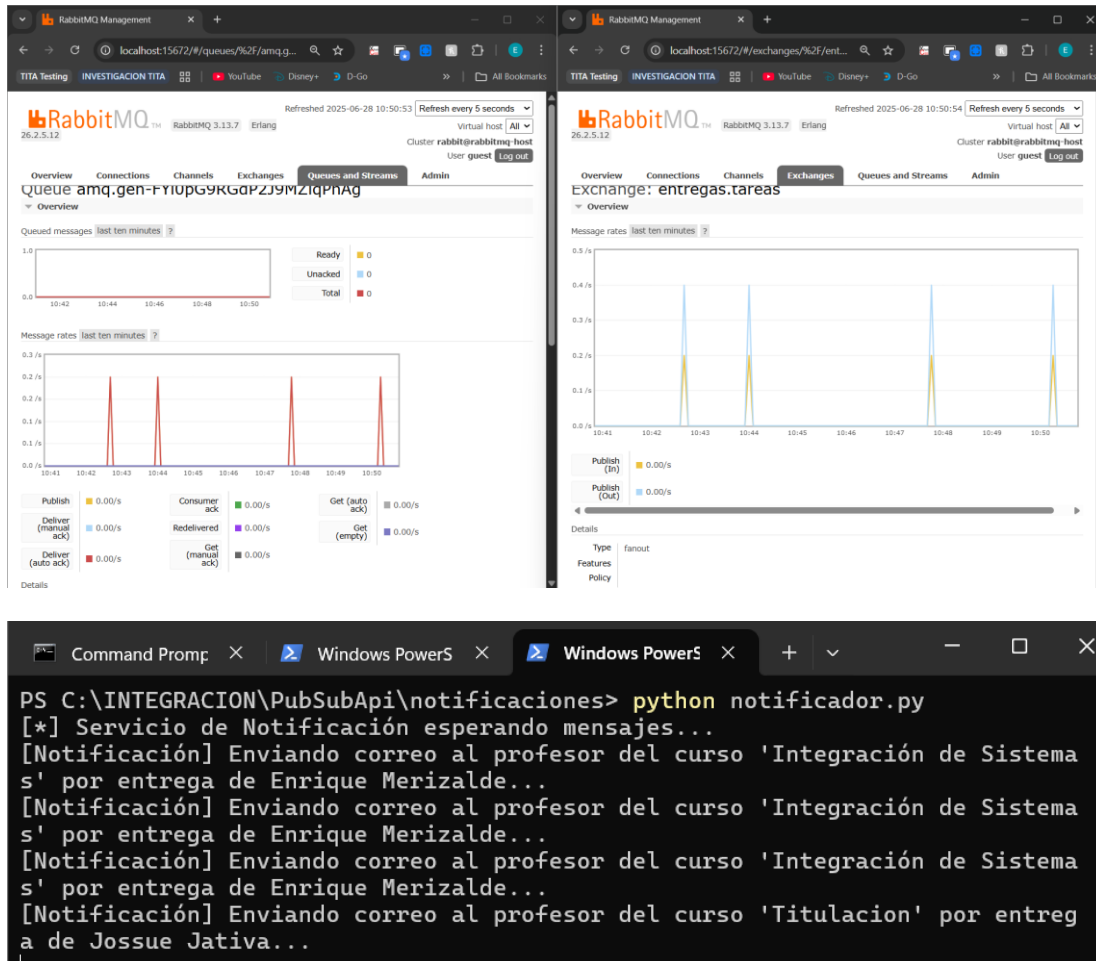 RabbitMQ Management
localhost:15672/#/queues/%2F/amq.g...
TITA Testing INVESTIGACION TITA YouTube Disney+ D-Go » All Bookmarks
Refreshed 2025-06-28 10:50:53 Refresh every 5 seconds
RabbitMQ TM RabbitMQ 3.13.7 Erlang
26.2.5.12
Virtual host All
Cluster rabbit@rabbitmq-host
User guest Log out
Overview Connections Channels Exchanges Queues and Streams Admin
Queue
Overview
Queued messages last ten minutes ?
1.0
0.0
10:42 10:44 10:46 10:48 10:50
Ready 0
Unacked 0
Total 0
Message rates last ten minutes ?
0.3 /s
0.2 /s
0.2 /s
0.1 /s
0.1 /s
0.0 /s
10:41 10:42 10:43 10:44 10:45 10:46 10:47 10:48 10:49 10:50
Publish 0.00/s
Deliver (manual ack) 0.00/s
Deliver (auto ack) 0.00/s
Consumer ack 0.00/s
Redelivered 0.00/s
Get (manual ack) 0.00/s
Get (auto ack) 0.00/s
Get (empty) 0.00/s
Details
RabbitMQ Management
localhost:15672/#/exchanges/%2F/ent...
TITA Testing INVESTIGACION TITA YouTube Disney+ D-Go » All Bookmarks
Refreshed 2025-06-28 10:50:54 Refresh every 5 seconds
RabbitMQ TM RabbitMQ 3.13.7 Erlang
26.2.5.12
Virtual host All
Cluster rabbit@rabbitmq-host
User guest Log out
Overview Connections Channels Exchanges Queues and Streams Admin
Exchange: entregas.tareas
Overview
Message rates last ten minutes ?
0.5 /s
0.4 /s
0.3 /s
0.2 /s
0.1 /s
0.0 /s
10:41 10:42 10:43 10:44 10:45 10:46 10:47 10:48 10:49 10:50
Publish (In) 0.00/s
Publish (Out) 0.00/s
Details
Type fanout
Features
Policy
Command Promp Windows PowerS Windows PowerS
PS C:\INTEGRACION\PubSubApi\notificaciones> python notificador.py
[*] Servicio de Notificación esperando mensajes...
[Notificación] Enviando correo al profesor del curso 'Integración de Sistema
s' por entrega de Enrique Merizalde...
[Notificación] Enviando correo al profesor del curso 'Integración de Sistema
s' por entrega de Enrique Merizalde...
[Notificación] Enviando correo al profesor del curso 'Integración de Sistema
s' por entrega de Enrique Merizalde...
[Notificación] Enviando correo al profesor del curso 'Titulacion' por entreg
a de Jossue Jativa...